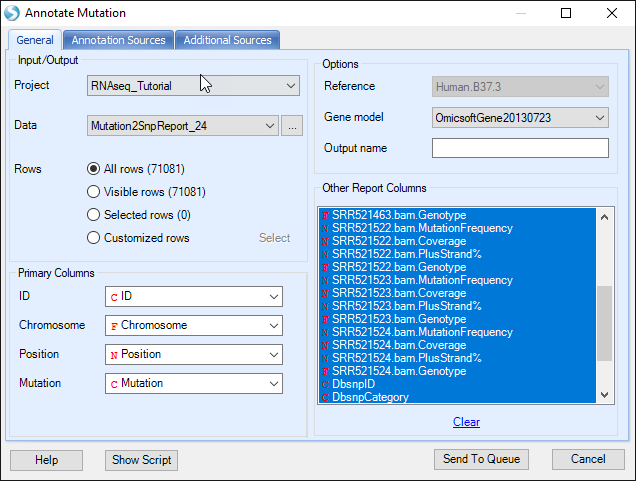 Annotate Mutation
General
Annotation Sources
Additional Sources
Input/Output
Project
RNAseq_Tutorial
Data
Mutation2SnpReport_24
...
Rows
All rows (71081)
Visible rows (71081)
Selected rows (0)
Customized rows
Select
Primary Columns
ID
C ID
Chromosome
F Chromosome
Position
N Position
Mutation
C Mutation
Options
Reference
Human.B37.3
Gene model
OmicsoftGene20130723
Output name
Other Report Columns
F SRR521463.bam.Genotype
N SRR521522.bam.MutationFrequency
N SRR521522.bam.Coverage
N SRR521522.bam.PlusStrand%
F SRR521522.bam.Genotype
N SRR521523.bam.MutationFrequency
N SRR521523.bam.Coverage
N SRR521523.bam.PlusStrand%
F SRR521523.bam.Genotype
N SRR521524.bam.MutationFrequency
N SRR521524.bam.Coverage
N SRR521524.bam.PlusStrand%
F SRR521524.bam.Genotype
C DbsnpID
C DbsnpCategory
Clear
Help
Show Script
Send To Queue
Cancel